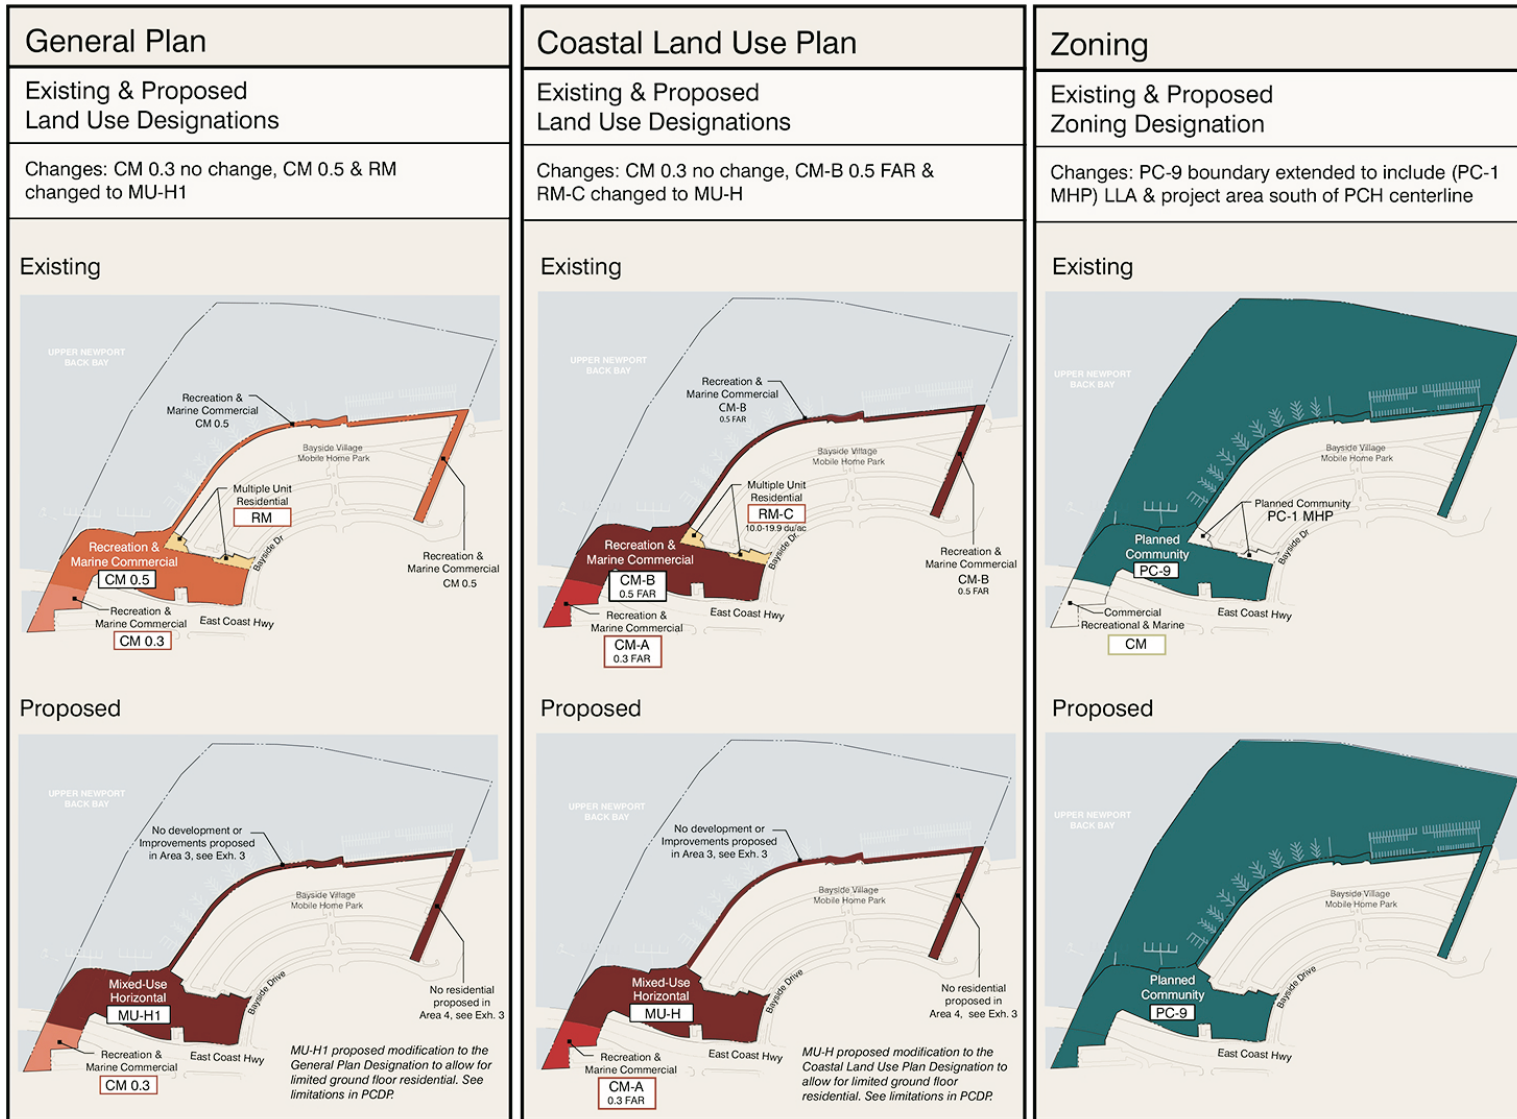 General Plan
Existing & Proposed
Land Use Designations
Changes: CM 0.3 no change, CM 0.5 & RM
changed to MU-H1
Existing
UPPER NEWPORT
BACK BAY
Recreation &
Marine Commercial
CM 0.5
Bayside Village
Mobile Home Park
Multiple Unit
Residential
RM
Recreation &
Marine Commercial
CM 0.5
Bayside Dr
Recreation &
Marine Commercial
CM 0.5
Recreation &
Marine Commercial
CM 0.3
East Coast Hwy
Proposed
UPPER NEWPORT
BACK BAY
No development or
Improvements proposed
in Area 3, see Exh. 3
Bayside Village
Mobile Home Park
Mixed-Use
Horizontal
MU-H1
Bayside Drive
No residential
proposed in
Area 4, see Exh. 3
Recreation &
Marine Commercial
CM 0.3
East Coast Hwy
MU-H1 proposed modification to the
General Plan Designation to allow for
limited ground floor residential. See
limitations in PCDP.
Coastal Land Use Plan
Existing & Proposed
Land Use Designations
Changes: CM 0.3 no change, CM-B 0.5 FAR &
RM-C changed to MU-H
Existing
UPPER NEWPORT
BACK BAY
Recreation &
Marine Commercial
CM-B
0.5 FAR
Bayside Village
Mobile Home Park
Multiple Unit
Residential
RM-C
10.0-19.9 du/ac
Recreation &
Marine Commercial
CM-B
0.5 FAR
Bayside Dr
Recreation &
Marine Commercial
CM-B
0.5 FAR
Recreation &
Marine Commercial
CM-A
0.3 FAR
East Coast Hwy
Proposed
UPPER NEWPORT
BACK BAY
No development or
Improvements proposed
in Area 3, see Exh. 3
Bayside Village
Mobile Home Park
Mixed-Use
Horizontal
MU-H
Bayside Drive
No residential
proposed in
Area 4, see Exh. 3
Recreation &
Marine Commercial
CM-A
0.3 FAR
East Coast Hwy
MU-H proposed modification to the
Coastal Land Use Plan Designation to
allow for limited ground floor
residential. See limitations in PCDP.
Zoning
Existing & Proposed
Zoning Designation
Changes: PC-9 boundary extended to include (PC-1
MHP) LLA & project area south of PCH centerline
Existing
UPPER NEWPORT
BACK BAY
Bayside Village
Mobile Home Park
Planned Community
PC-1 MHP
Planned
Community
PC-9
Bayside Dr
Commercial
Recreational & Marine
CM
East Coast Hwy
Proposed
UPPER NEWPORT
BACK BAY
Bayside Village
Mobile Home Park
Planned
Community
PC-9
Bayside Drive
East Coast Hwy